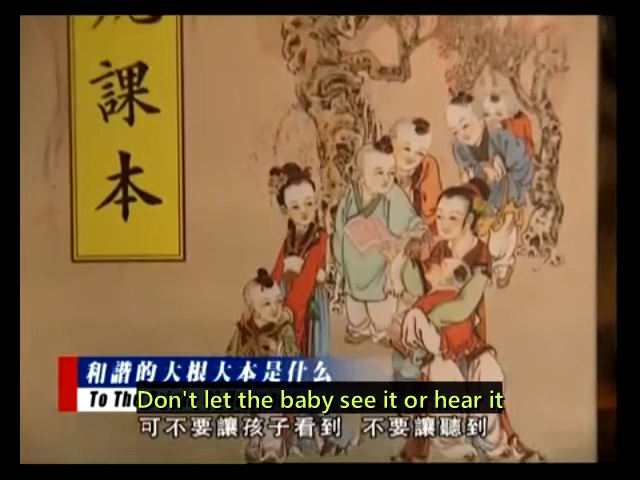 課本
和諧的大根大本是什么
To The
Don't let the baby see it or hear it
可不要讓孩子看到 不要讓聽到